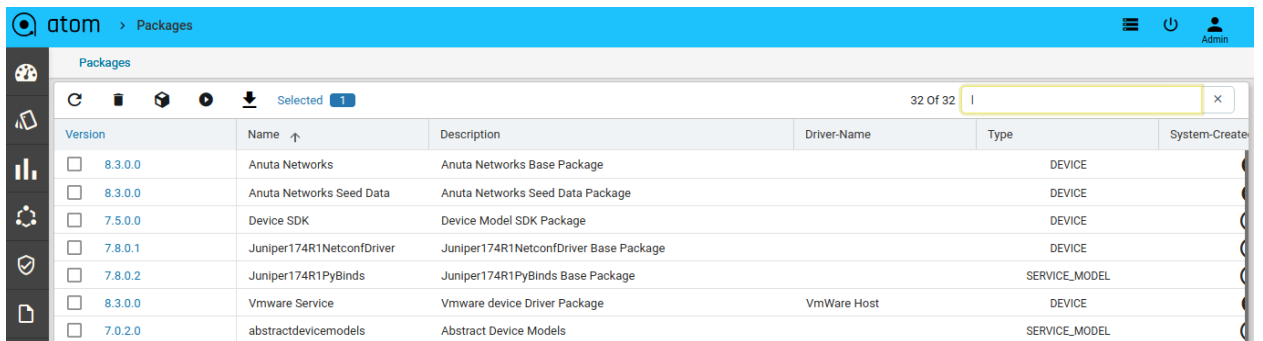 atom > Packages
Admin
Packages
Selected 1
32 Of 32
Version Name Description Driver-Name Type System-Create
8.3.0.0 Anuta Networks Anuta Networks Base Package DEVICE
8.3.0.0 Anuta Networks Seed Data Anuta Networks Seed Data Package DEVICE
7.5.0.0 Device SDK Device Model SDK Package DEVICE
7.8.0.1 Juniper174R1NetconfDriver Juniper174R1NetconfDriver Base Package DEVICE
7.8.0.2 Juniper174R1PyBinds Juniper174R1PyBinds Base Package SERVICE_MODEL
8.3.0.0 Vmware Service Vmware device Driver Package VmWare Host DEVICE
7.0.2.0 abstractdevicemodels Abstract Device Models SERVICE_MODEL